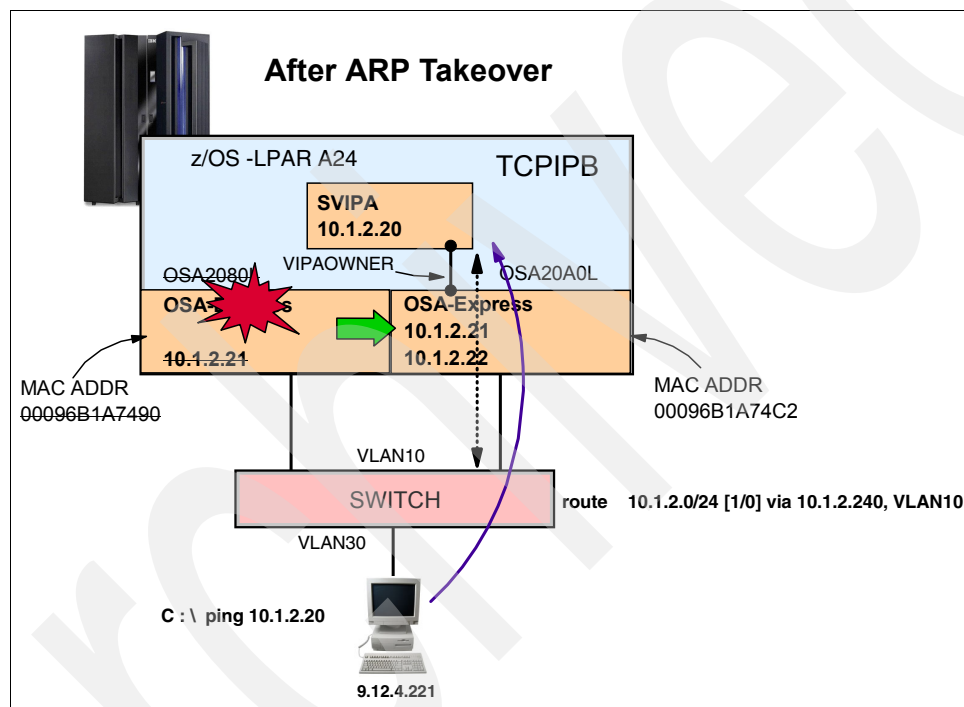 After ARP Takeover
z/OS -LPAR A24
TCPIPB
SVIPA
10.1.2.20
VIPAOWNER
OSA2080L
OSA20A0L
OSA-Express
10.1.2.21
OSA-Express
10.1.2.21
10.1.2.22
MAC ADDR
00096B1A7490
MAC ADDR
00096B1A74C2
VLAN10
SWITCH
route 10.1.2.0/24 [1/0] via 10.1.2.240, VLAN10
VLAN30
C : \ ping 10.1.2.20
9.12.4.221